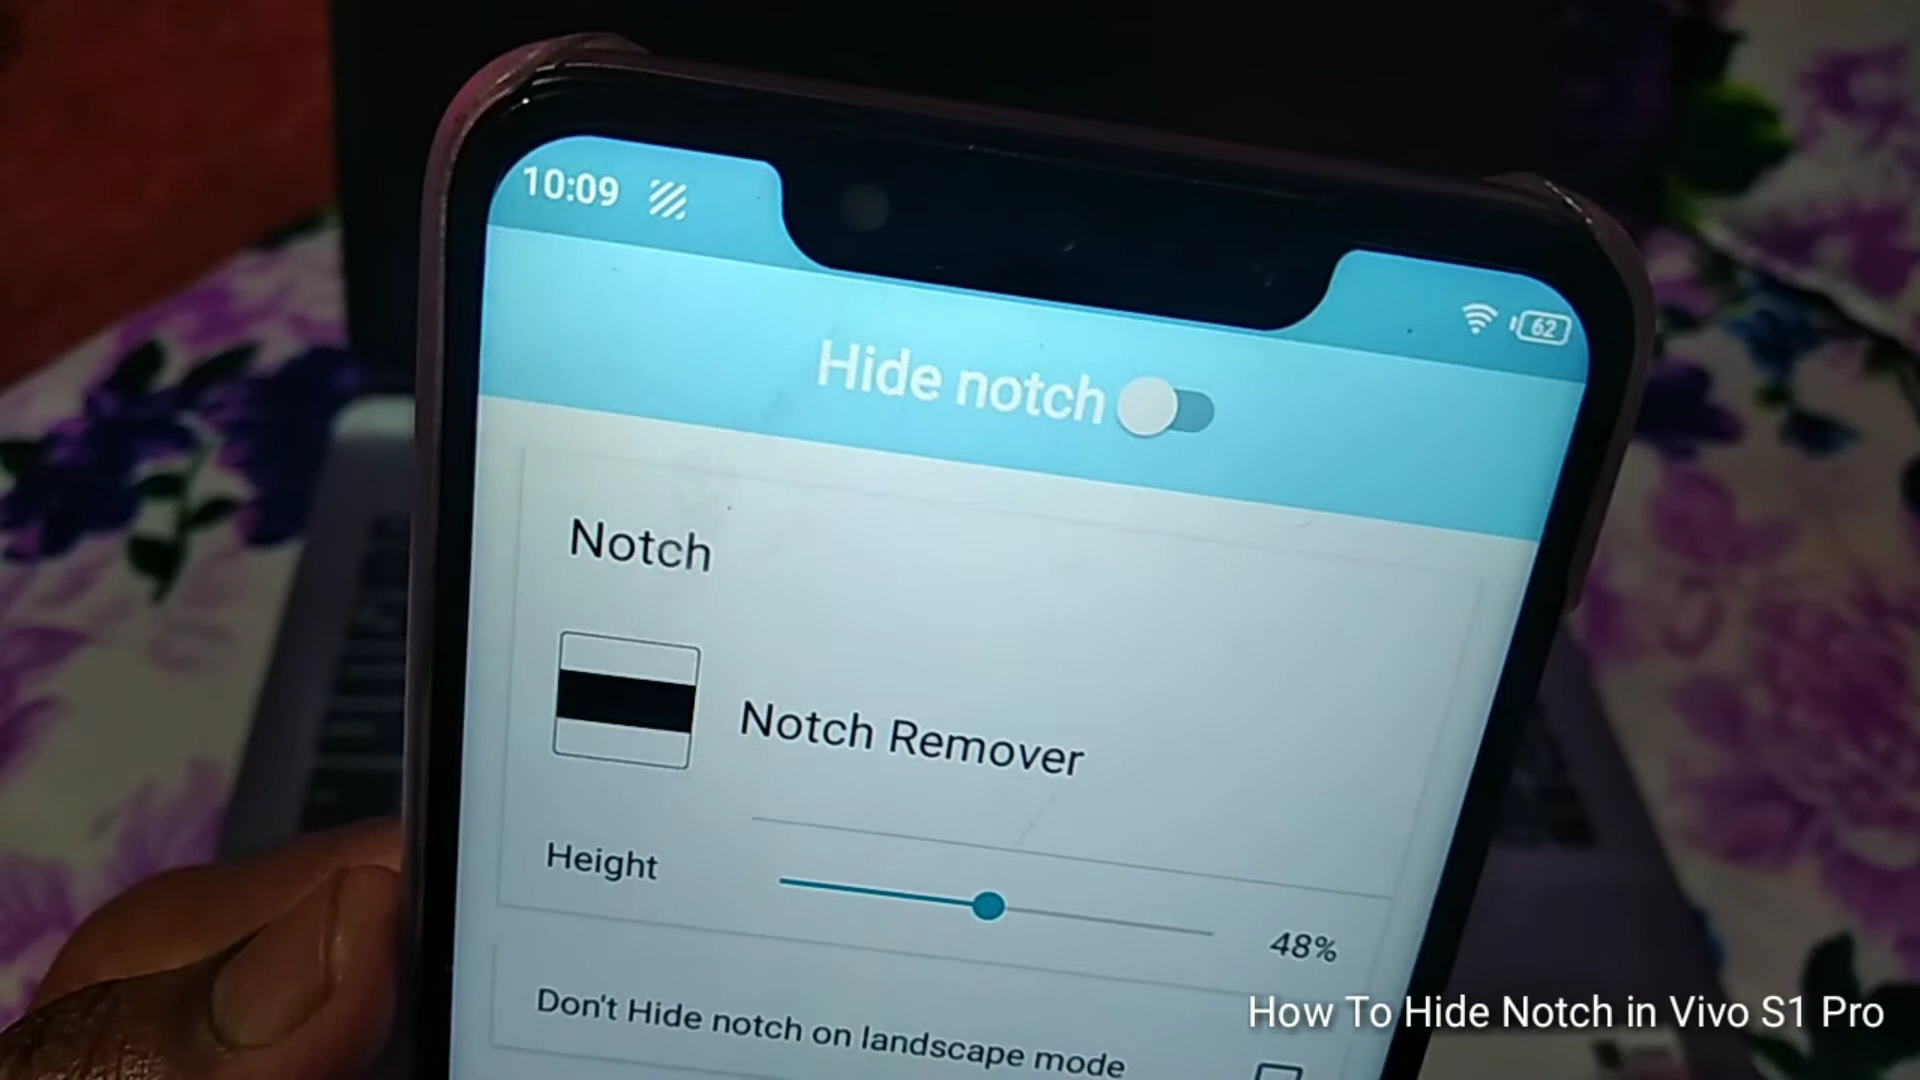 10:09
62
Hide notch
Notch
Notch Remover
Height
48%
Don't Hide notch on landscape mode
How To Hide Notch in Vivo S1 Pro